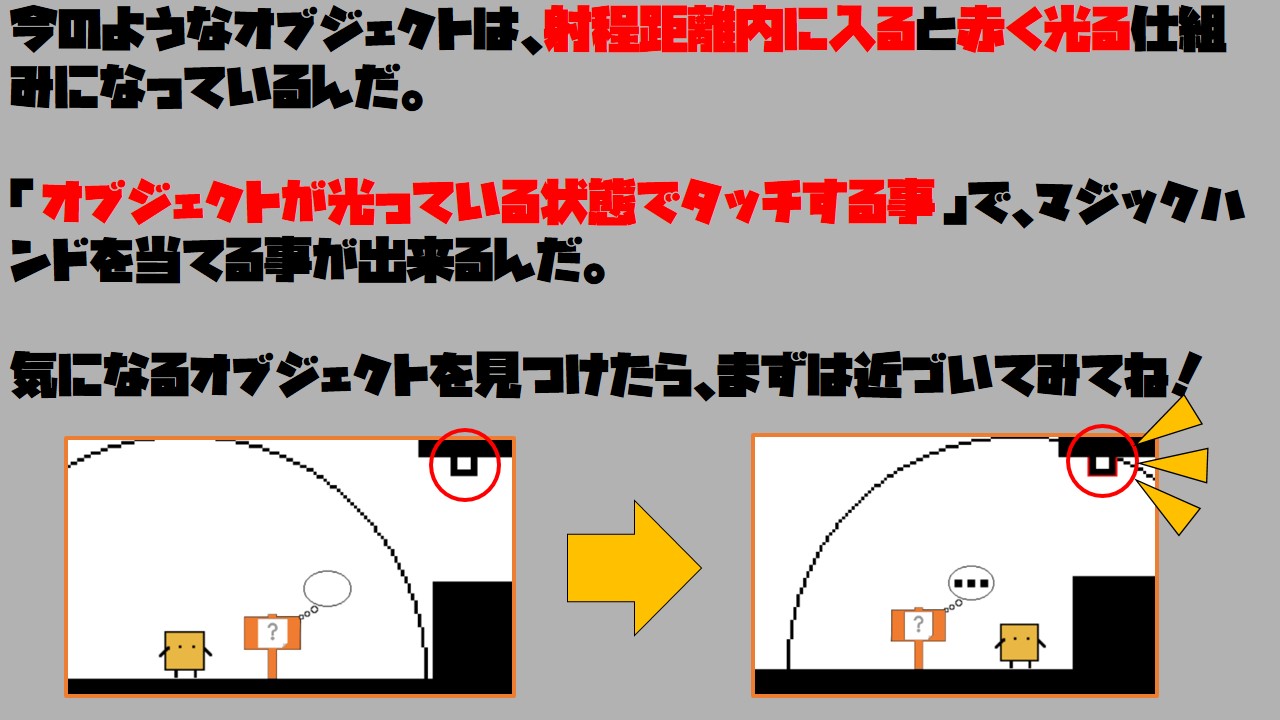 今のようなオブジェクトは、射程距離内に入ると赤く光る仕組
みになっているんだ。
「オブジェクトが光っている状態でタッチする事」で、マジックハ
ンドを当てる事が出来るんだ。
気になるオブジェクトを見つけたら、まずは近づいてみてね！
?
?